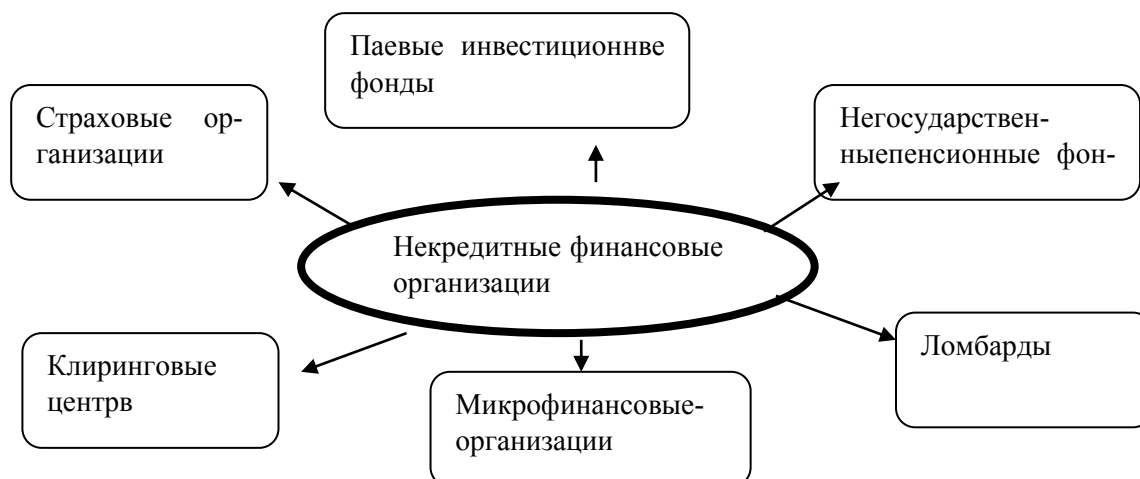 Паевые инвестиционнве
фонды
Страховые ор-
ганизации
Негосударствен-
ныепенсионные фон-
Некредитные финансовые
организации
Клиринговые
центрв
Микрофинансовые-
организации
Ломбарды